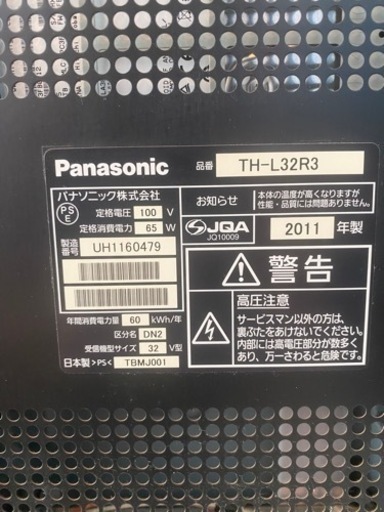 Panasonic
品番 TH-L32R3
パナソニック株式会社
PSE
定格電圧 100 V
定格消費電力 65 W
製造番号 UH1160479
お知らせ
本体の温度が高くなりますが
性能・品質には問題ありません。
JQA
JQ10009
2011 年製
年間消費電力量 60 kWh/年
区分名 DN2
受信機型サイズ 32 V型
日本製 >PS< TBMJ001
警告
高圧注意
サービスマン以外の方は、
裏ぶたをあけないでください。
内部には高電圧部分が数多く
あり、万一さわると危険です。